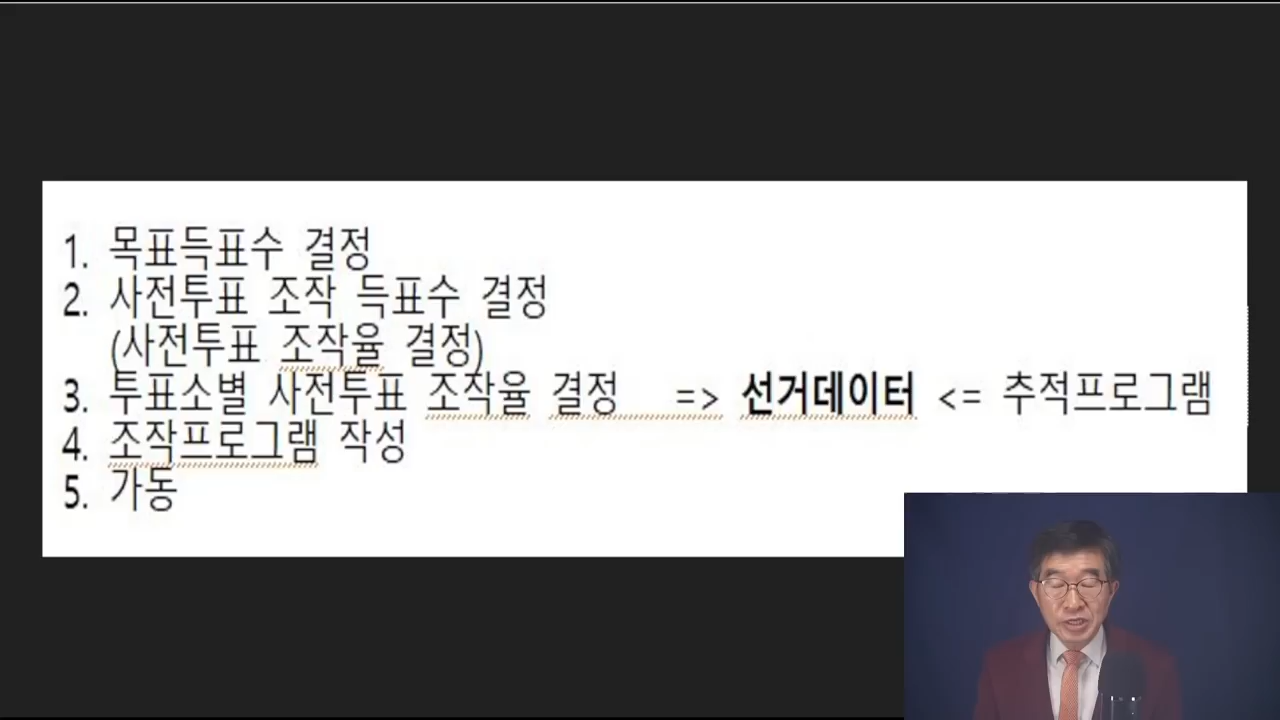 1. 목표득표수 결정
2. 사전투표 조작 득표수 결정
(사전투표 조작율 결정)
3. 투표소별 사전투표 조작율 결정 => 선거데이터 <= 추적프로그램
4. 조작프로그램 작성
5. 가동